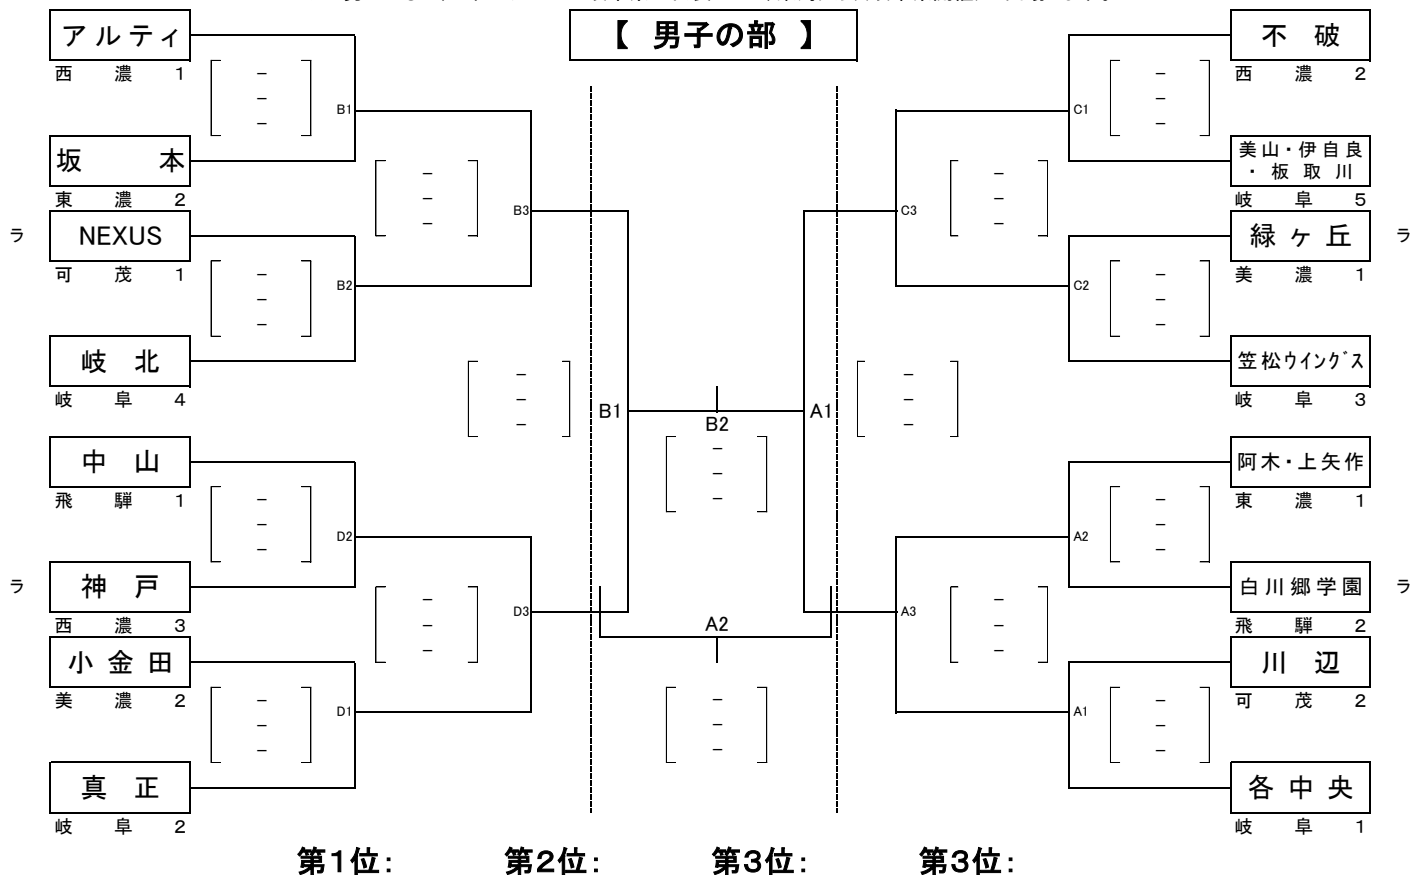 【 男子の部 】
アルティ
西濃1
B1
坂本
東濃2
B3
ラ
NEXUS
可茂1
B2
岐北
岐阜4
B1
中山
飛騨1
D2
ラ
神戸
西濃3
D3
小金田
美濃2
D1
真正
岐阜2
B2
A2
不破
西濃2
C1
美山・伊自良
・板取川
岐阜5
C3
緑ヶ丘
ラ
美濃1
C2
笠松ウイングス
岐阜3
A1
阿木・上矢作
東濃1
A2
白川郷学園
ラ
飛騨2
A3
川辺
可茂2
A1
各中央
岐阜1
第1位: 第2位: 第3位: 第3位: